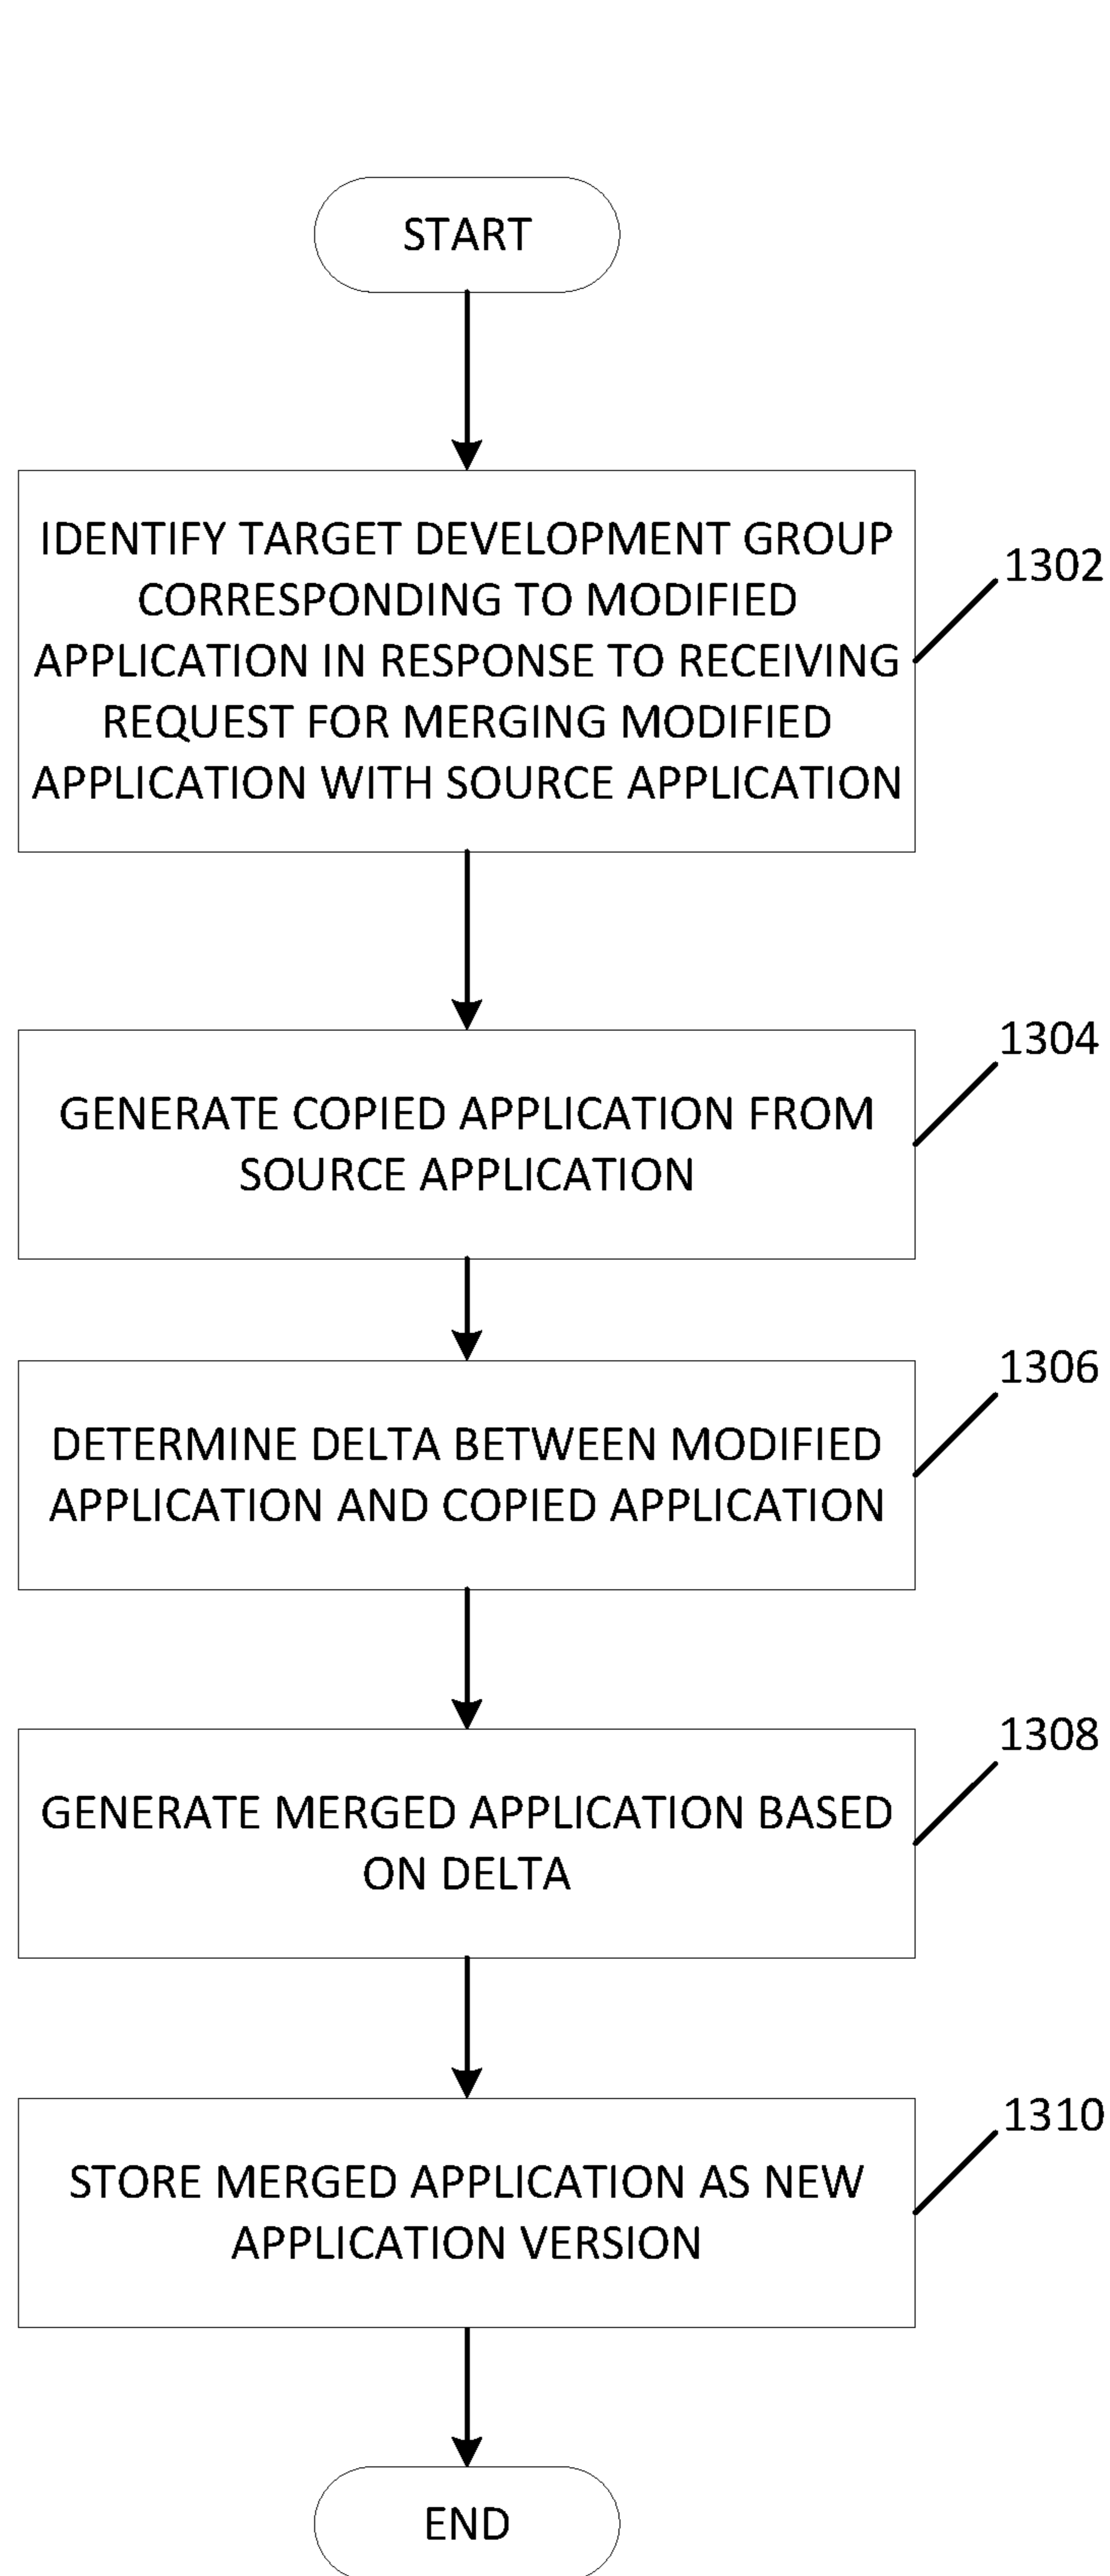 START
IDENTIFY TARGET DEVELOPMENT GROUP
CORRESPONDING TO MODIFIED
APPLICATION IN RESPONSE TO RECEIVING
REQUEST FOR MERGING MODIFIED
APPLICATION WITH SOURCE APPLICATION
1302
GENERATE COPIED APPLICATION FROM
SOURCE APPLICATION
1304
DETERMINE DELTA BETWEEN MODIFIED
APPLICATION AND COPIED APPLICATION
1306
GENERATE MERGED APPLICATION BASED
ON DELTA
1308
STORE MERGED APPLICATION AS NEW
APPLICATION VERSION
1310
END